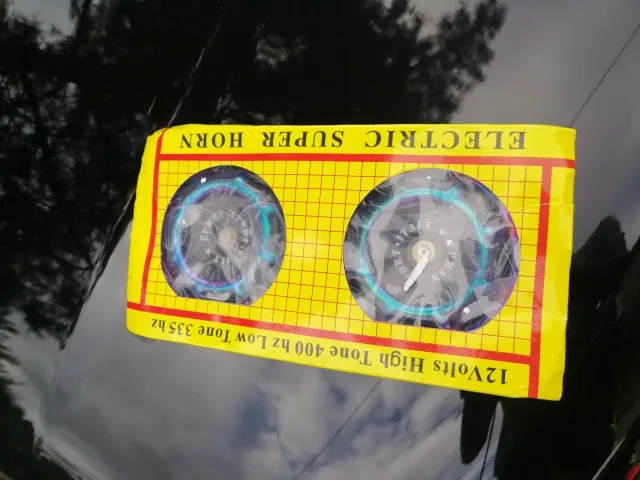 ELECTRIC SUPER HORN
12Volts High Tone 400 hz Low Tone 335 hz